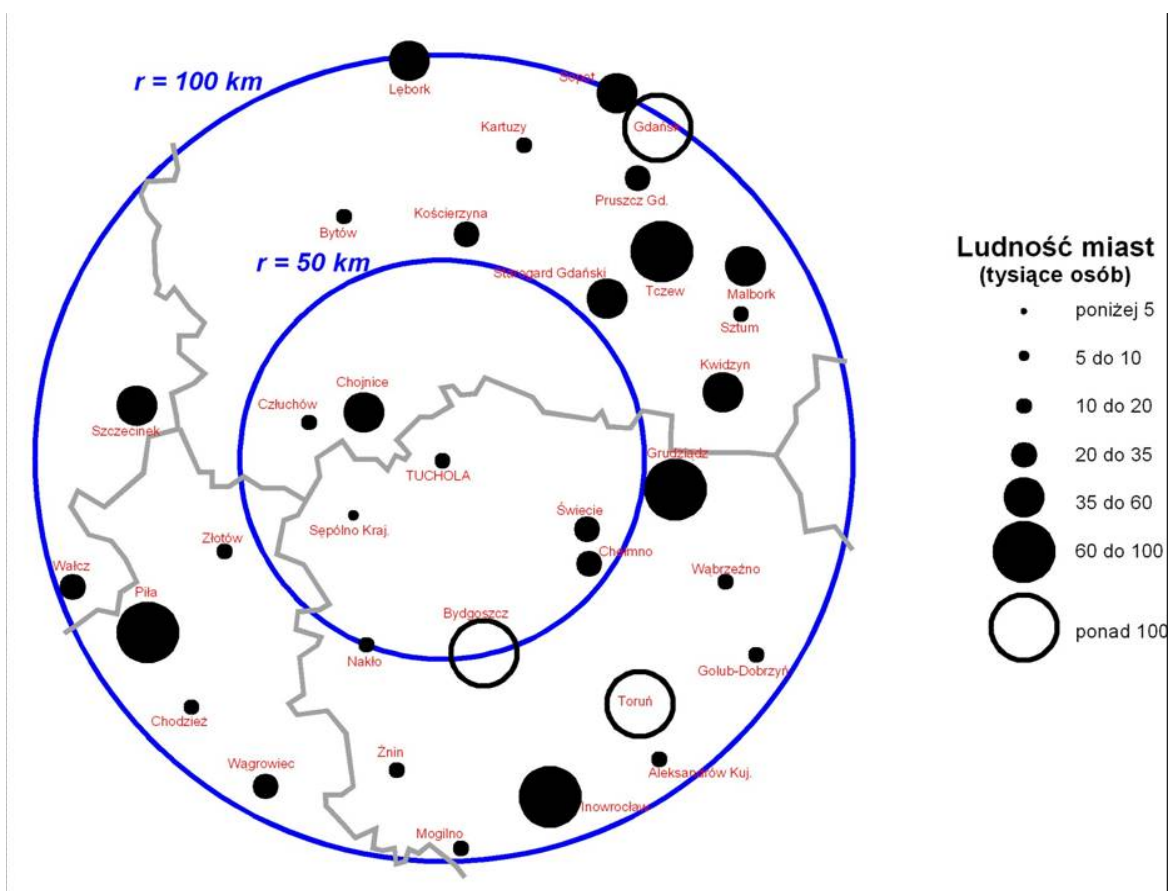 r = 100 km
Lębork
Sopot
Gdańsk
Kartuzy
Pruszcz Gd.
Kościerzyna
Bytów
r = 50 km
Starogard Gdański
Tczew
Malbork
Sztum
Kwidzyn
Chojnice
Człuchów
Szczecinek
TUCHOLA
Grudziądz
Sępólno Kraj.
Świecie
Złotów
Chełmno
Wałcz
Wąbrzeźno
Piła
Bydgoszcz
Nakło
Golub-Dobrzyń
Toruń
Chodzież
Żnin
Wągrowiec
Aleksandrów Kuj.
Inowrocław
Mogilno
Ludność miast
(tysiące osób)
poniżej 5
5 do 10
10 do 20
20 do 35
35 do 60
60 do 100
ponad 100